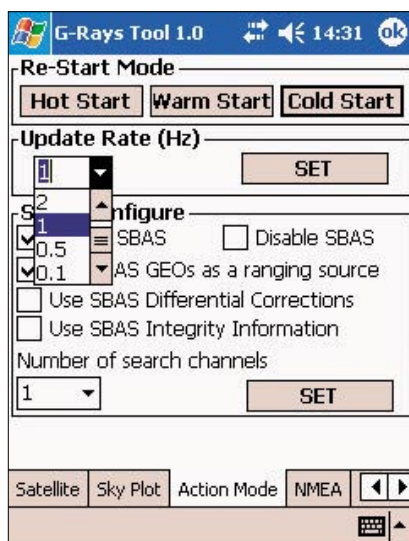 G-Rays Tool 1.0 14:31 ok
Re-Start Mode
Hot Start Warm Start Cold Start
Update Rate (Hz)
1 SET
2
1
0.5
0.1
nfigure
SBAS Disable SBAS
AS GEOs as a ranging source
Use SBAS Differential Corrections
Use SBAS Integrity Information
Number of search channels
1 SET
Satellite Sky Plot Action Mode NMEA